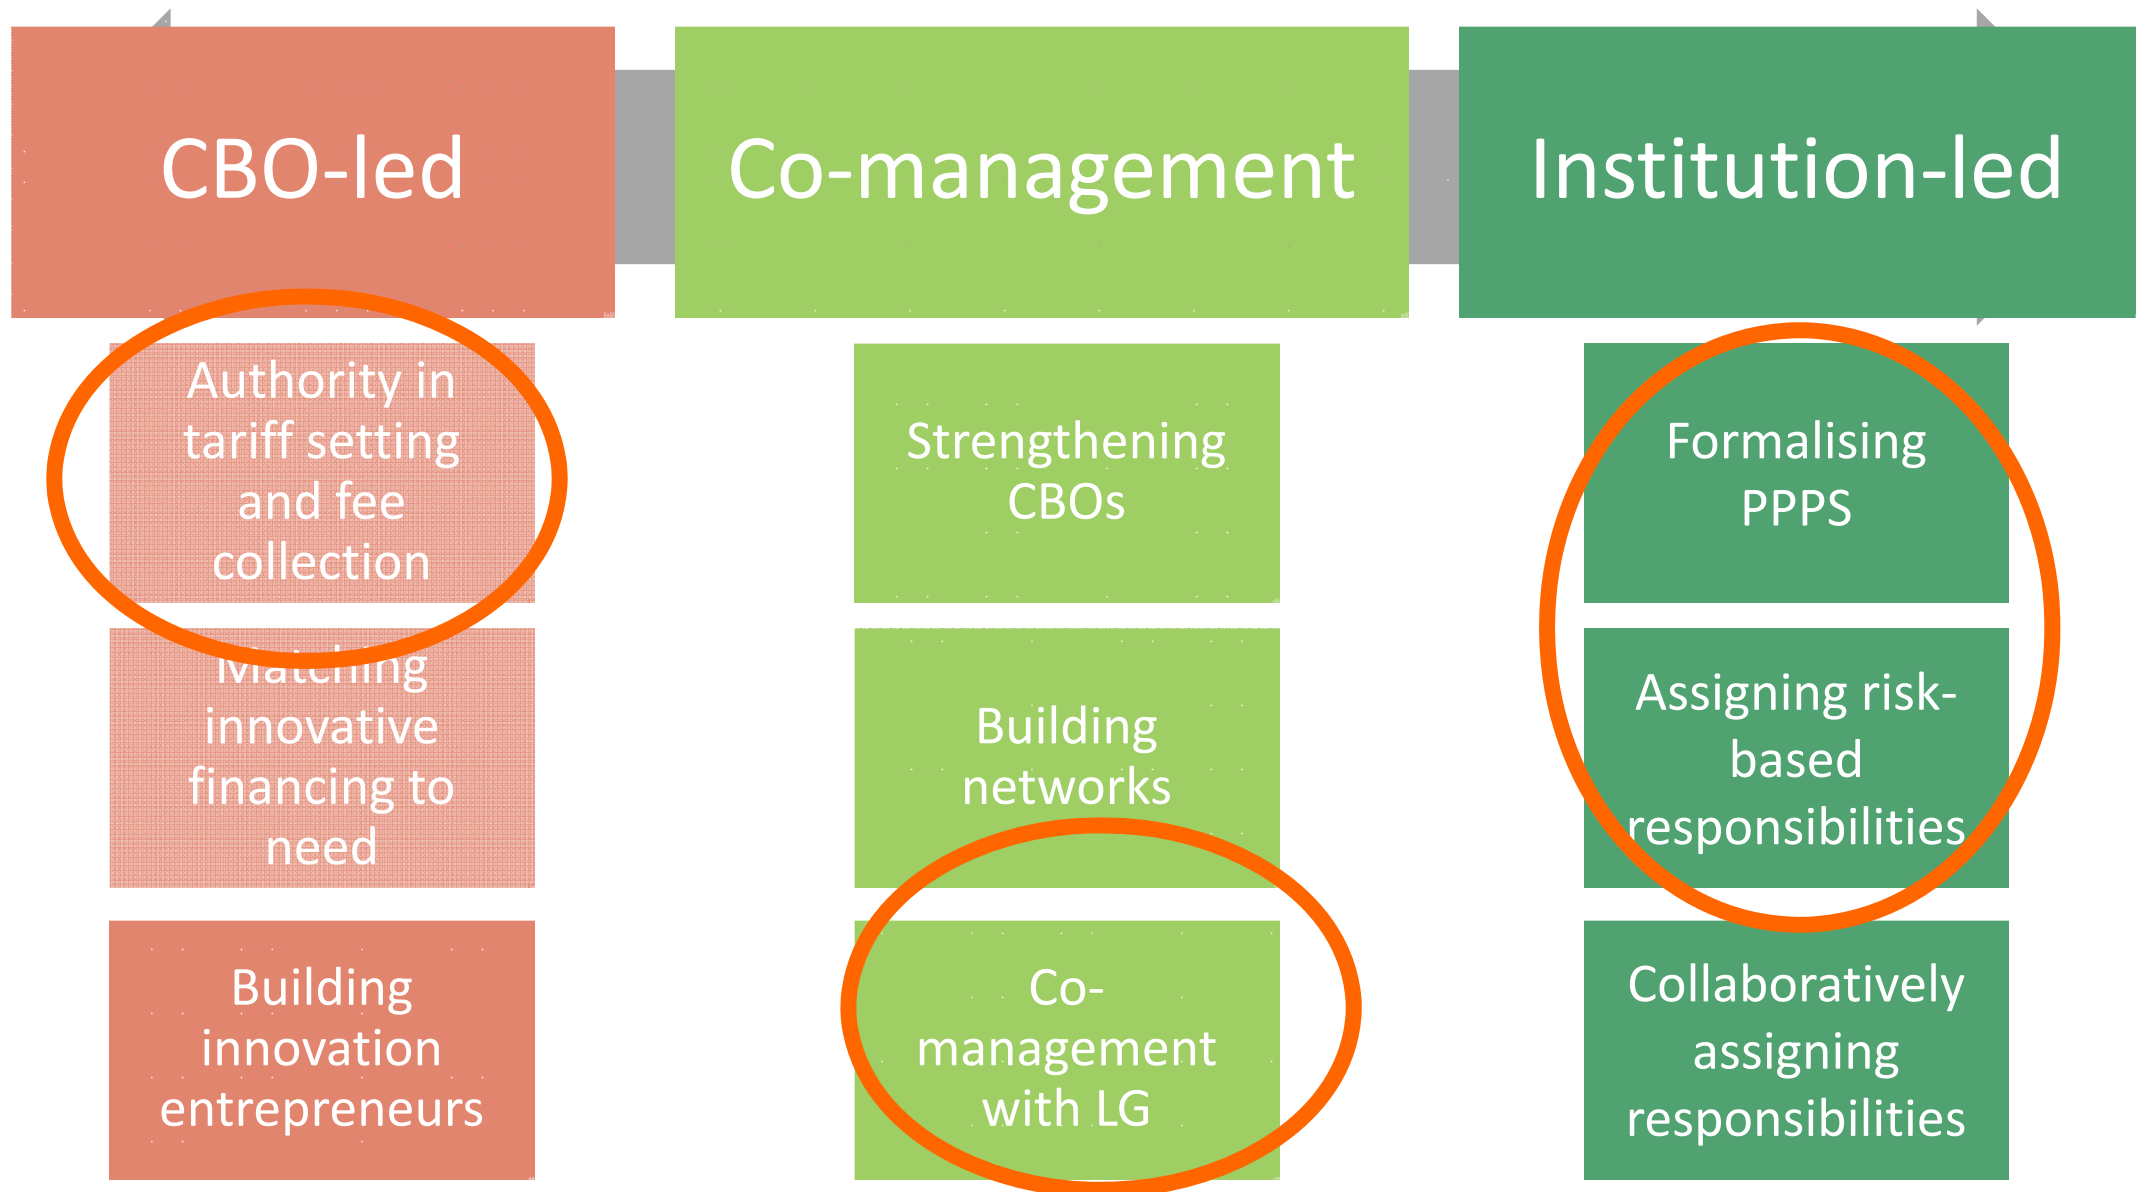 CBO-led
Co-management
Institution-led
Authority in
tariff setting
and fee
collection
Matching
innovative
financing to
need
Building
innovation
entrepreneurs
Strengthening
CBOs
Building
networks
Co-
management
with LG
Formalising
PPPS
Assigning risk-
based
responsibilities
Collaboratively
assigning
responsibilities